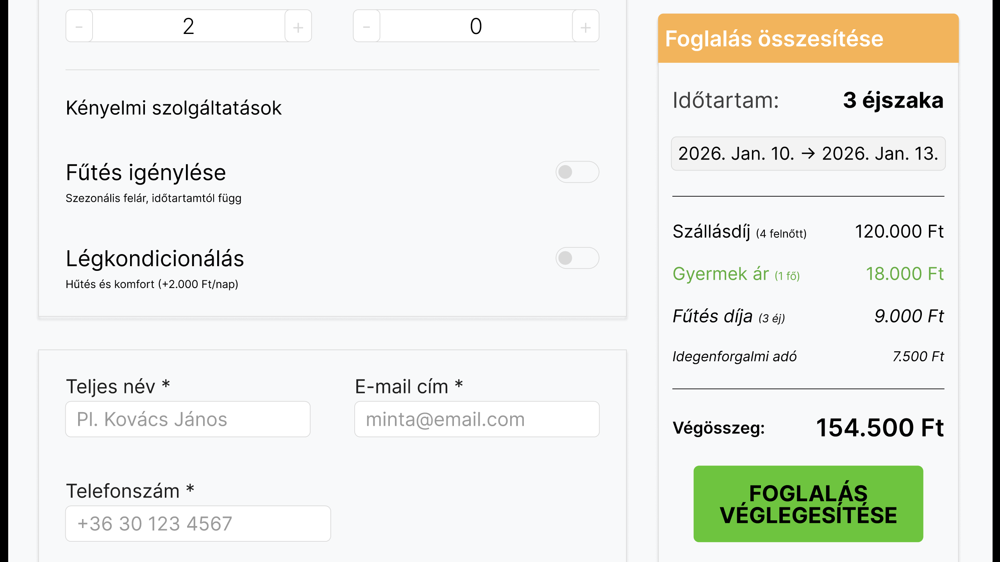 - 2 +
- 0 +
Kényelmi szolgáltatások
Fűtés igénylése
Szezonális felár, időtartamtól függ
Légkondicionálás
Hűtés és komfort (+2.000 Ft/nap)
Teljes név *
Pl. Kovács János
E-mail cím *
minta@email.com
Telefonszám *
+36 30 123 4567
Foglalás összesítése
Időtartam: 3 éjszaka
2026. Jan. 10. → 2026. Jan. 13.
Szállásdíj (4 felnőtt) 120.000 Ft
Gyermek ár (1 fő) 18.000 Ft
Fűtés díja (3 éj) 9.000 Ft
Idegenforgalmi adó 7.500 Ft
Végösszeg: 154.500 Ft
FOGLALÁS
VÉGLEGESÍTÉSE